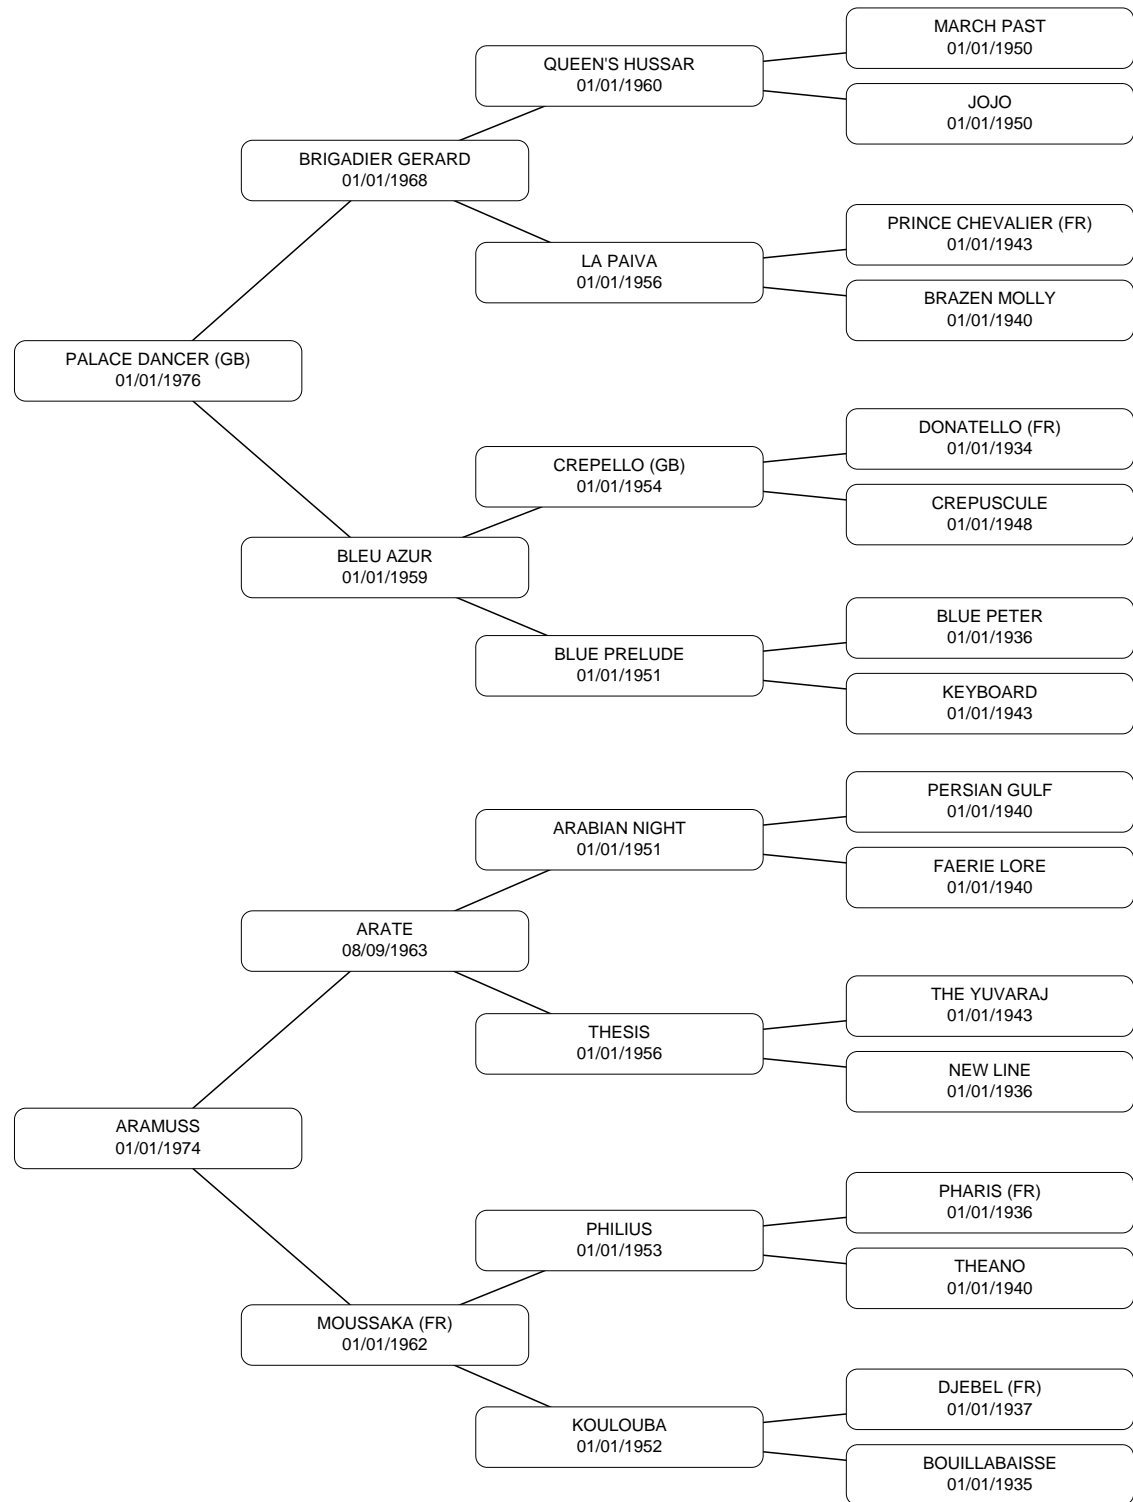 MARCH PAST
01/01/1950
QUEEN'S HUSSAR
01/01/1960
JOJO
01/01/1950
BRIGADIER GERARD
01/01/1968
PRINCE CHEVALIER (FR)
01/01/1943
LA PAIVA
01/01/1956
BRAZEN MOLLY
01/01/1940
PALACE DANCER (GB)
01/01/1976
DONATELLO (FR)
01/01/1934
CREPELLO (GB)
01/01/1954
CREPUSCULE
01/01/1948
BLEU AZUR
01/01/1959
BLUE PETER
01/01/1936
BLUE PRELUDE
01/01/1951
KEYBOARD
01/01/1943
PERSIAN GULF
01/01/1940
ARABIAN NIGHT
01/01/1951
FAERIE LORE
01/01/1940
ARATE
08/09/1963
THE YUVARAJ
01/01/1943
THESIS
01/01/1956
NEW LINE
01/01/1936
ARAMUSS
01/01/1974
PHARIS (FR)
01/01/1936
PHILIUS
01/01/1953
THEANO
01/01/1940
MOUSSAKA (FR)
01/01/1962
DJEBEL (FR)
01/01/1937
KOULOUBA
01/01/1952
BOUILLABAISSE
01/01/1935